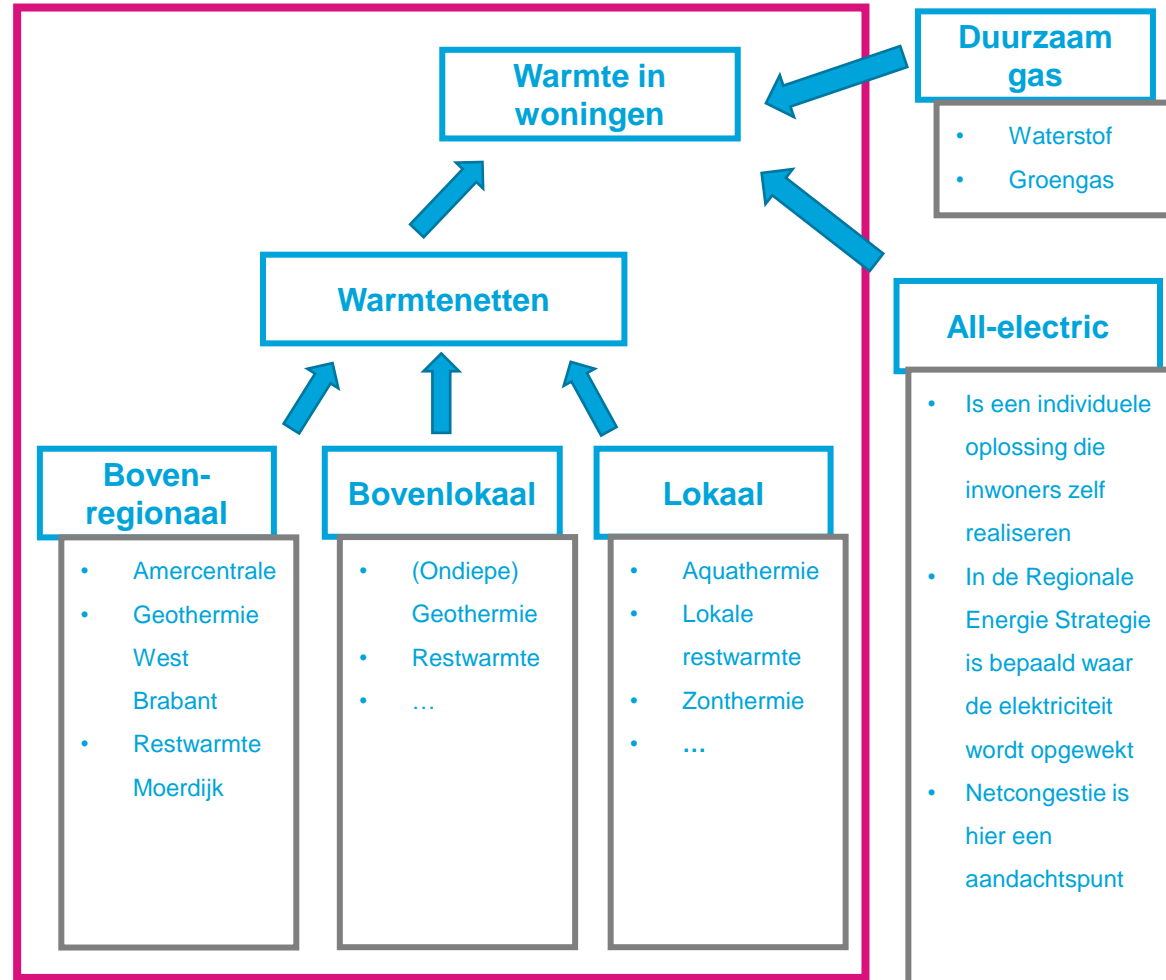 Warmte in
woningen
Duurzaam
gas
• Waterstof
• Groengas
Warmtenetten
All-electric
• Is een individuele
oplossing die
inwoners zelf
realiseren
• In de Regionale
Energie Strategie
is bepaald waar
de elektriciteit
wordt opgewekt
• Netcongestie is
hier een
aandachtspunt
Boven-
regionaal
• Amercentrale
• Geothermie
West
Brabant
• Restwarmte
Moerdijk
Bovenlokaal
• (Ondiepe)
Geothermie
• Restwarmte
• …
Lokaal
• Aquathermie
• Lokale
restwarmte
• Zonthermie
• …